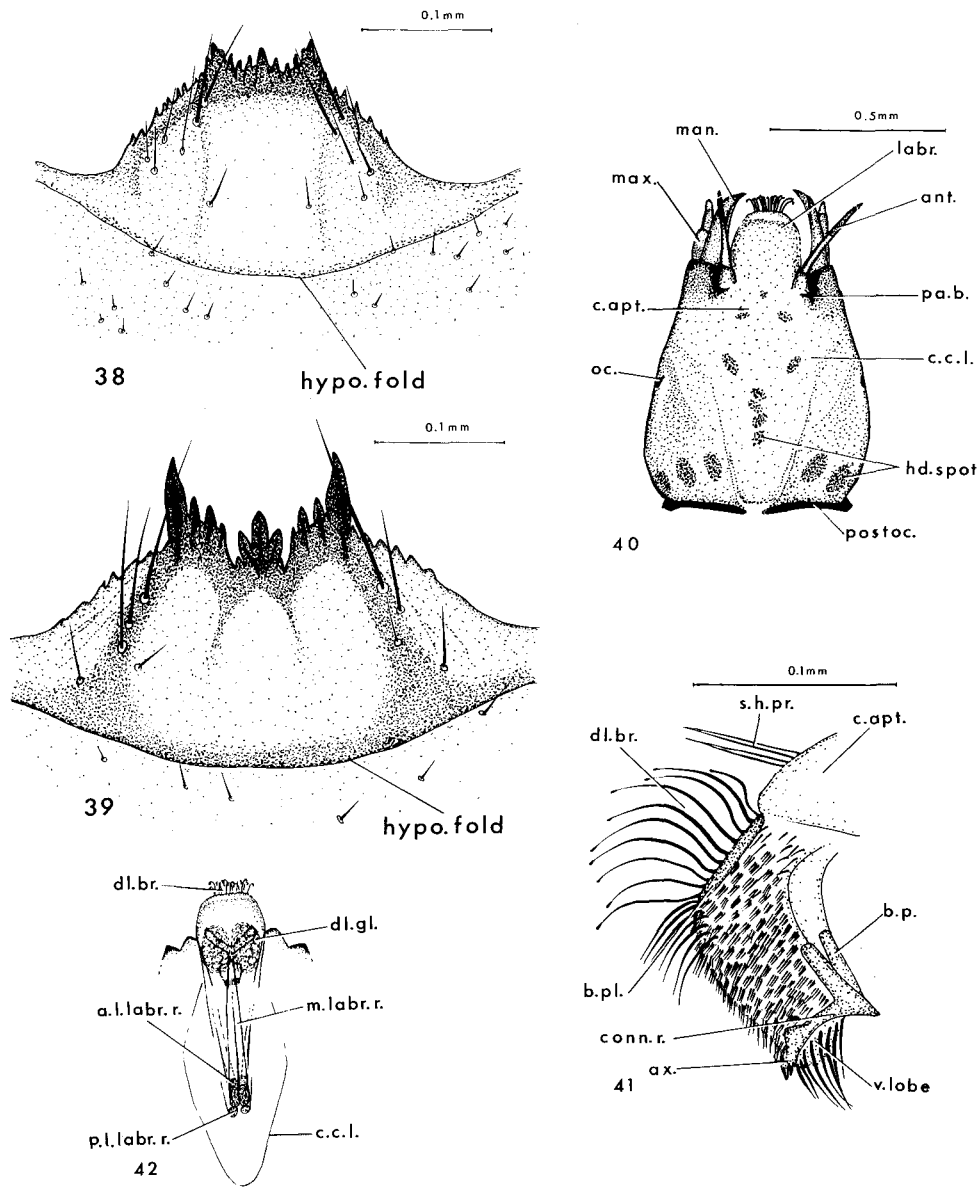 0.1mm
38
hypo. fold
0.1mm
39
hypo. fold
0.5mm
man.
labr.
max.
ant.
pa.b.
c.apt.
c.c.l.
oc.
hd.spot
postoc.
40
0.1mm
s.h.pr.
c.apt.
dl.br.
b.p.
b.pl.
conn.r.
ax.
v.lobe
41
dl.br.
dl.gl.
a.l.labr.r.
m.labr.r.
p.l.labr.r.
c.c.l.
42